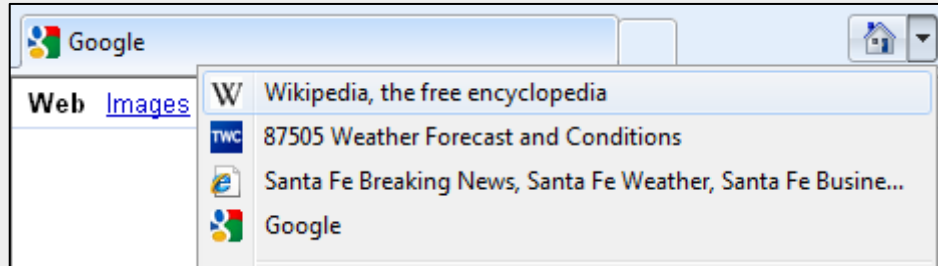 Google
Web Images
W Wikipedia, the free encyclopedia
TWC 87505 Weather Forecast and Conditions
Santa Fe Breaking News, Santa Fe Weather, Santa Fe Busine...
Google